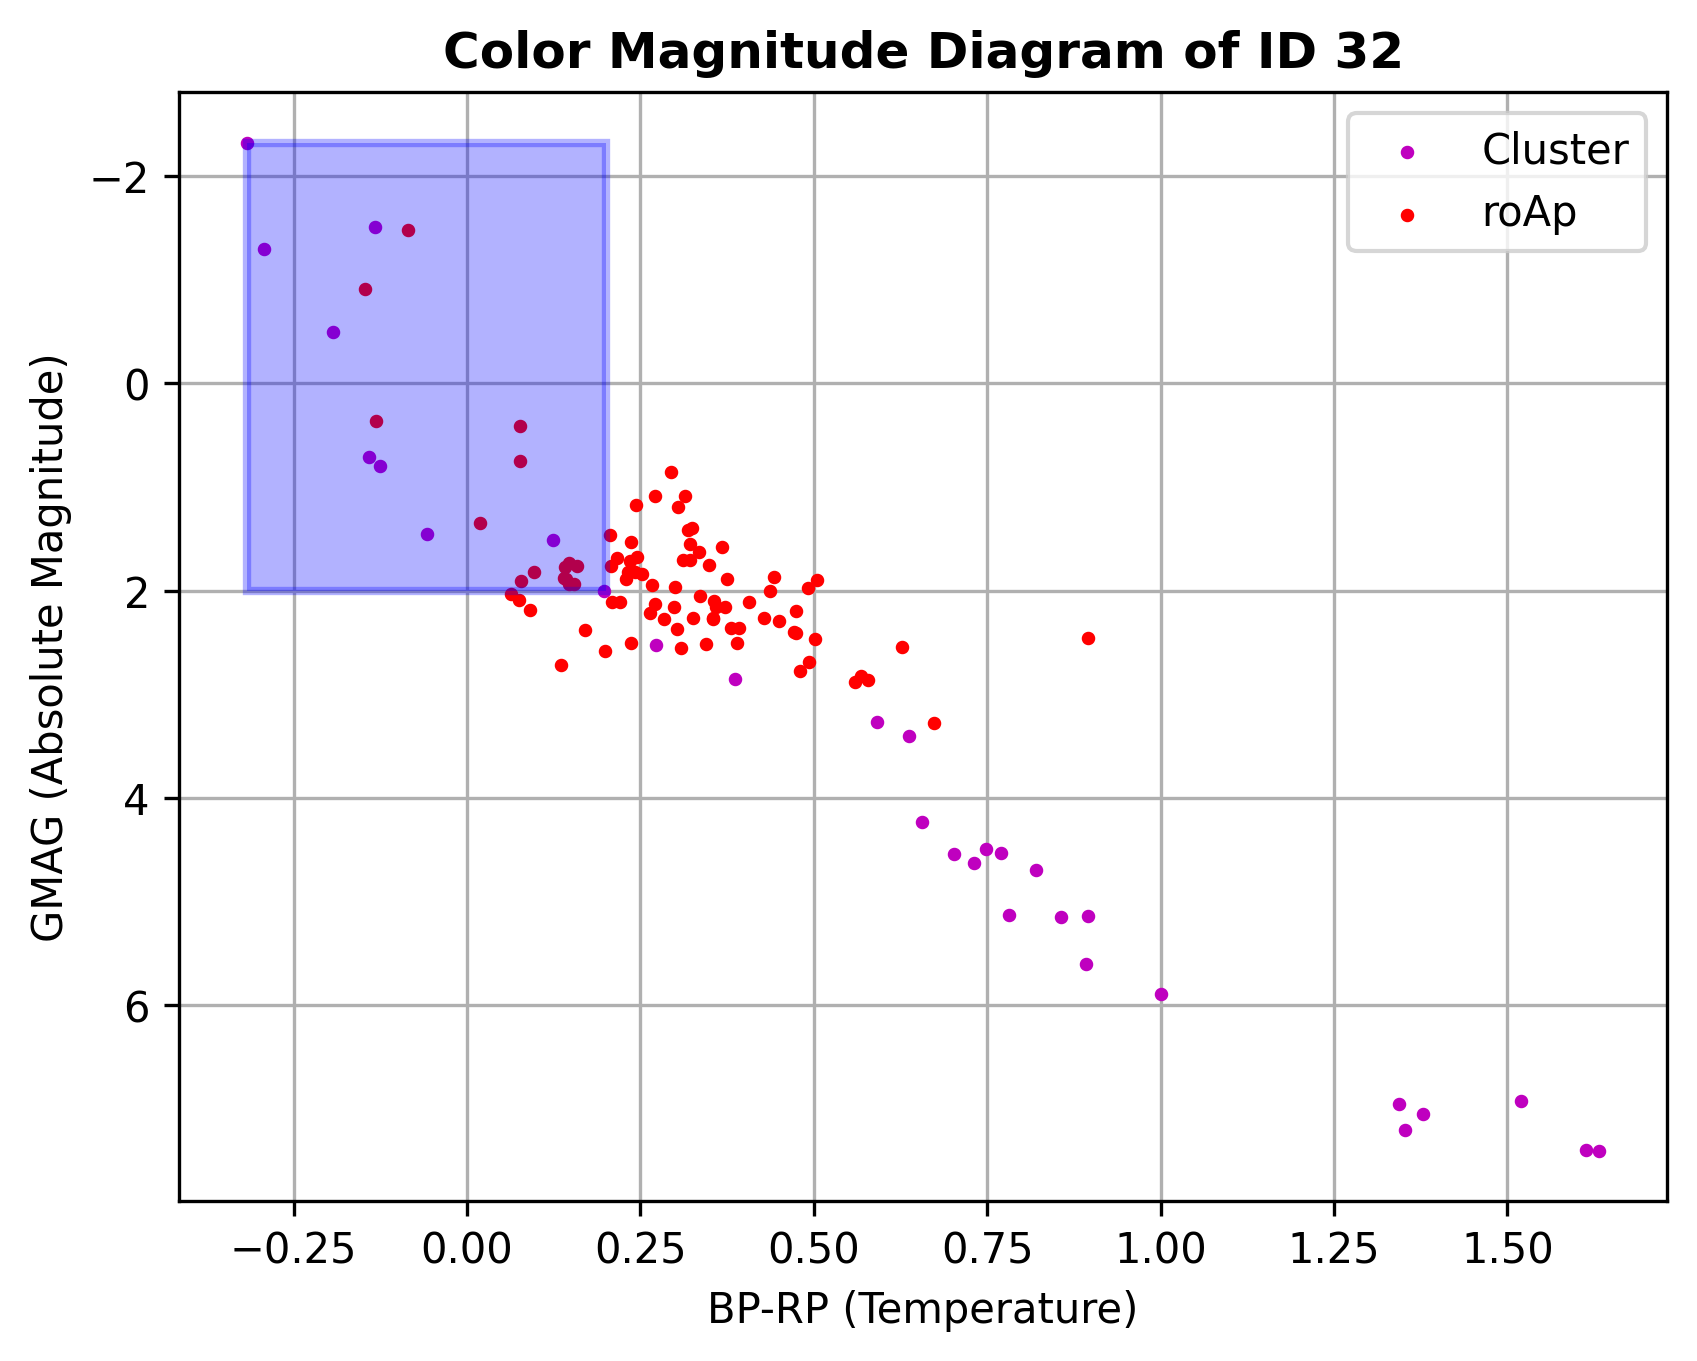 Color Magnitude Diagram of ID 32
Cluster
roAp
GMAG (Absolute Magnitude)
−2
0
2
4
6
−0.25 0.00 0.25 0.50 0.75 1.00 1.25 1.50
BP-RP (Temperature)